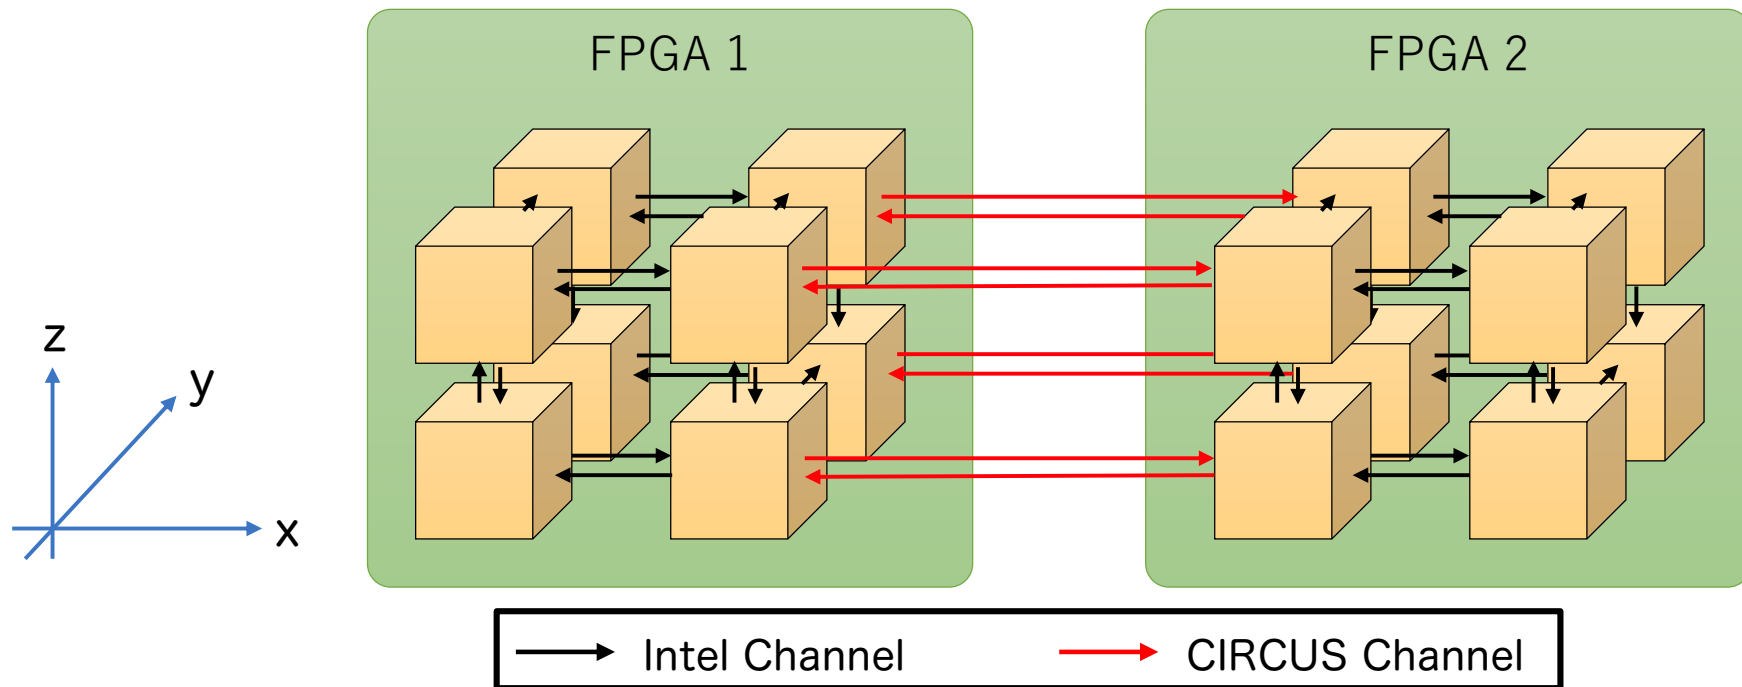 FPGA 1
FPGA 2
z
y
x
Intel Channel
CIRCUS Channel